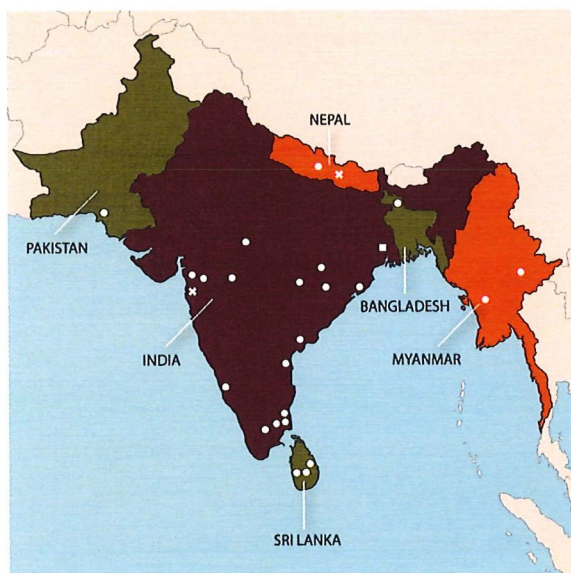 NEPAL
PAKISTAN
BANGLADESH
INDIA
MYANMAR
SRI LANKA